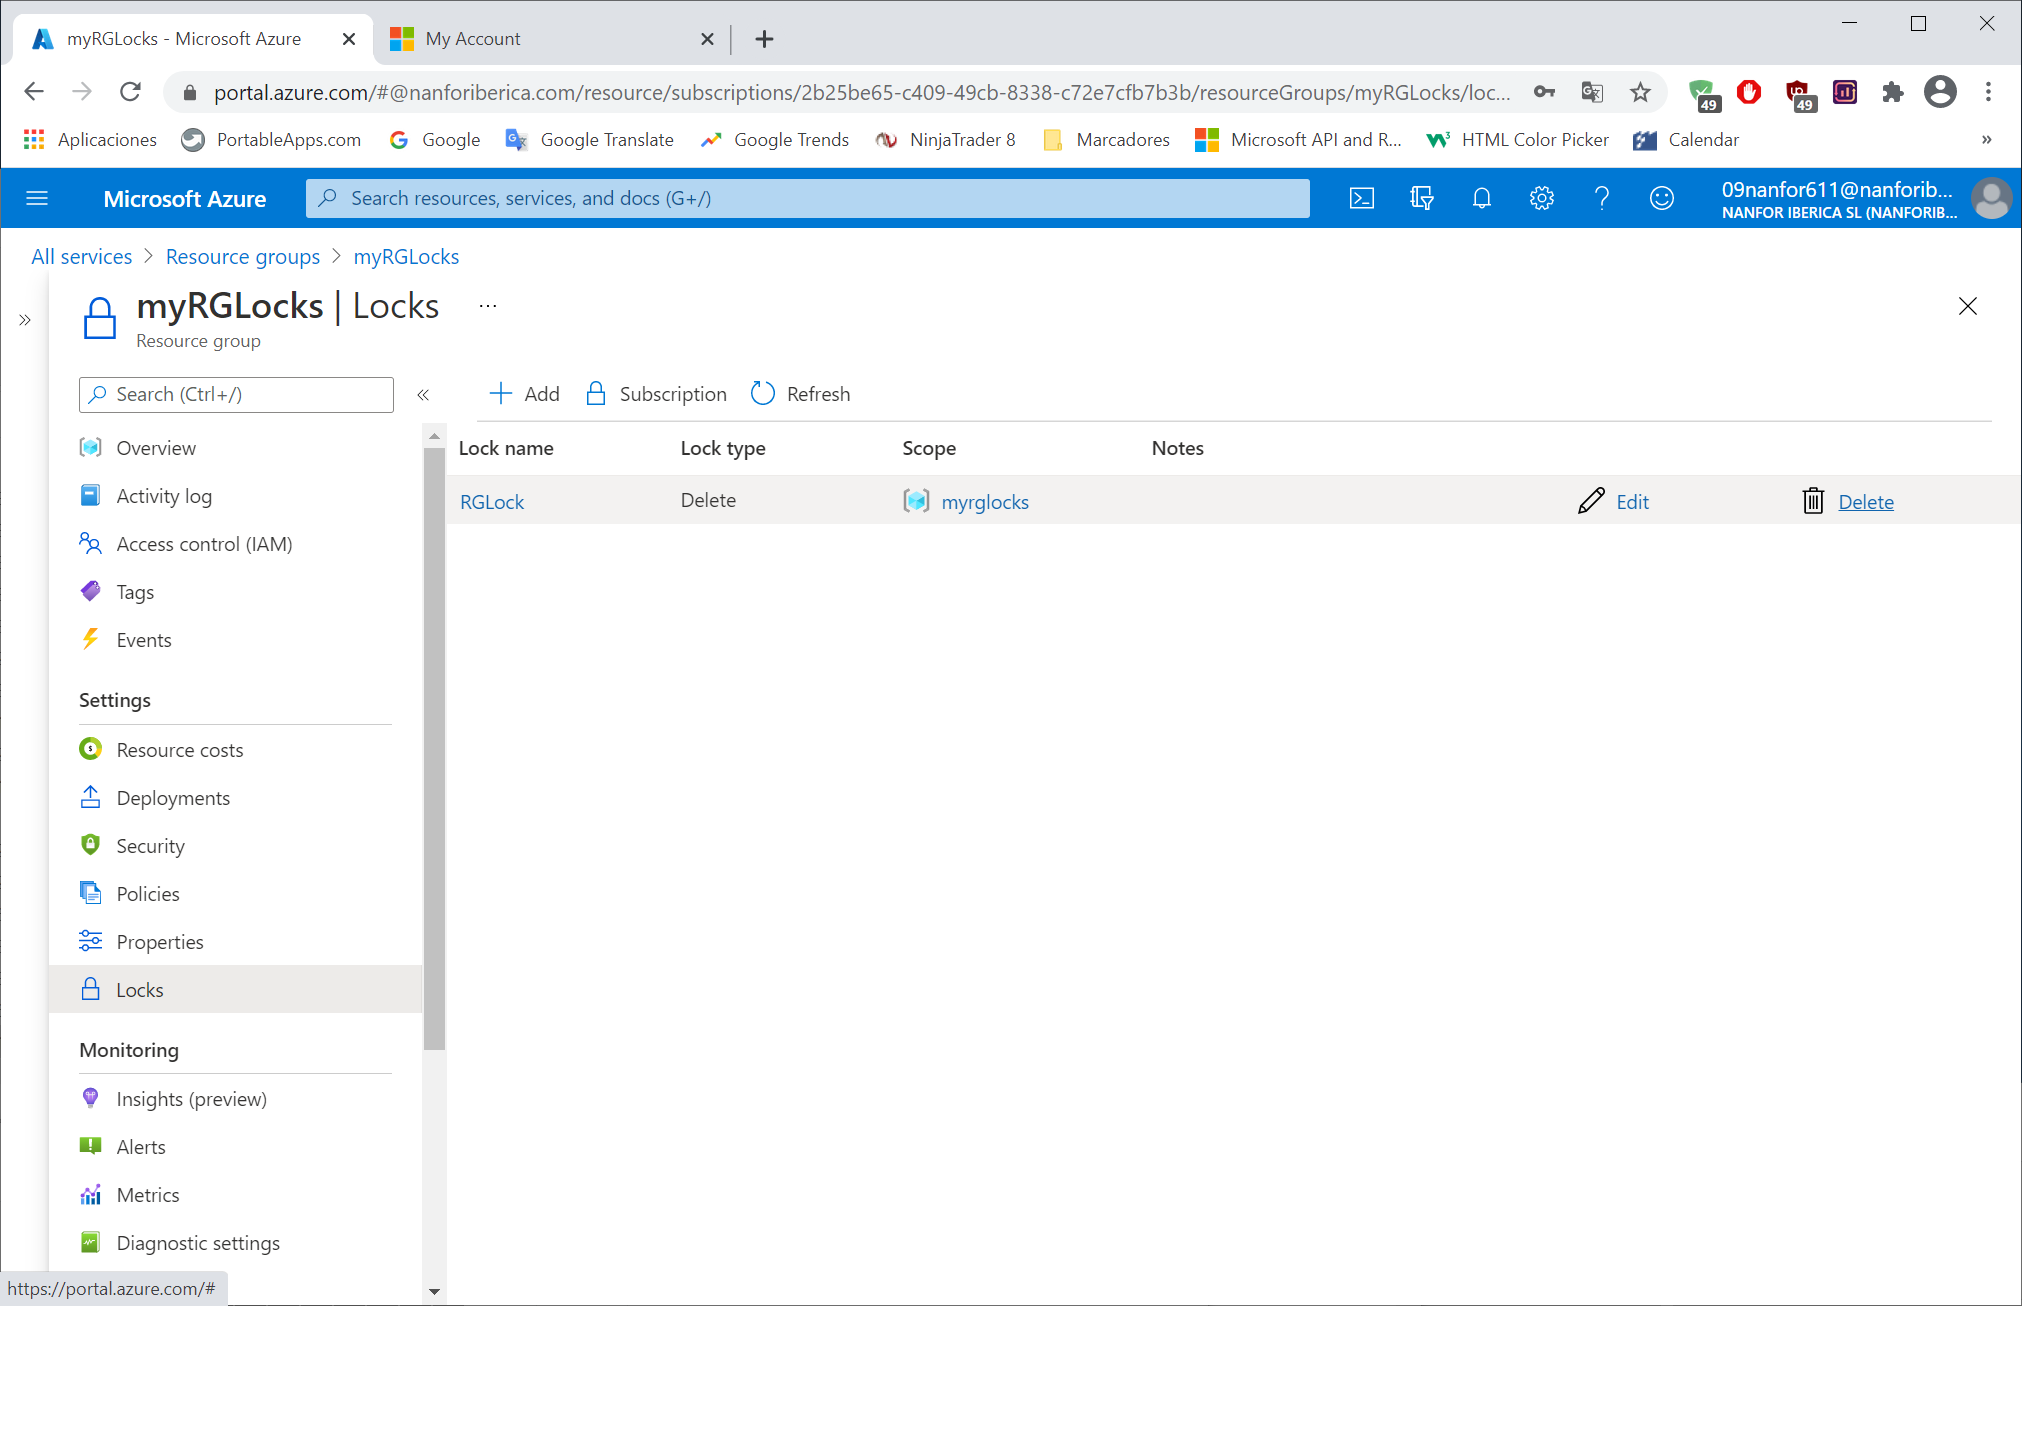 myRGLocks - Microsoft Azure
My Account
portal.azure.com/#@nanforiberica.com/resource/subscriptions/2b25be65-c409-49cb-8338-c72e7cfb7b3b/resourceGroups/myRGLocks/loc...
49
49
Aplicaciones
PortableApps.com
Google
Google Translate
Google Trends
NinjaTrader 8
Marcadores
Microsoft API and R...
HTML Color Picker
Calendar
»
Microsoft Azure
Search resources, services, and docs (G+/)
09nanfor611@nanforib...
NANFOR IBERICA SL (NANFORIB...
All services > Resource groups > myRGLocks
myRGLocks | Locks ...
Resource group
Search (Ctrl+/)
Add
Subscription
Refresh
Overview
Activity log
Access control (IAM)
Tags
Events
Settings
Resource costs
Deployments
Security
Policies
Properties
Locks
Monitoring
Insights (preview)
Alerts
Metrics
Diagnostic settings
Lock name Lock type Scope Notes
RGLock Delete myrglocks Edit Delete
https://portal.azure.com/#